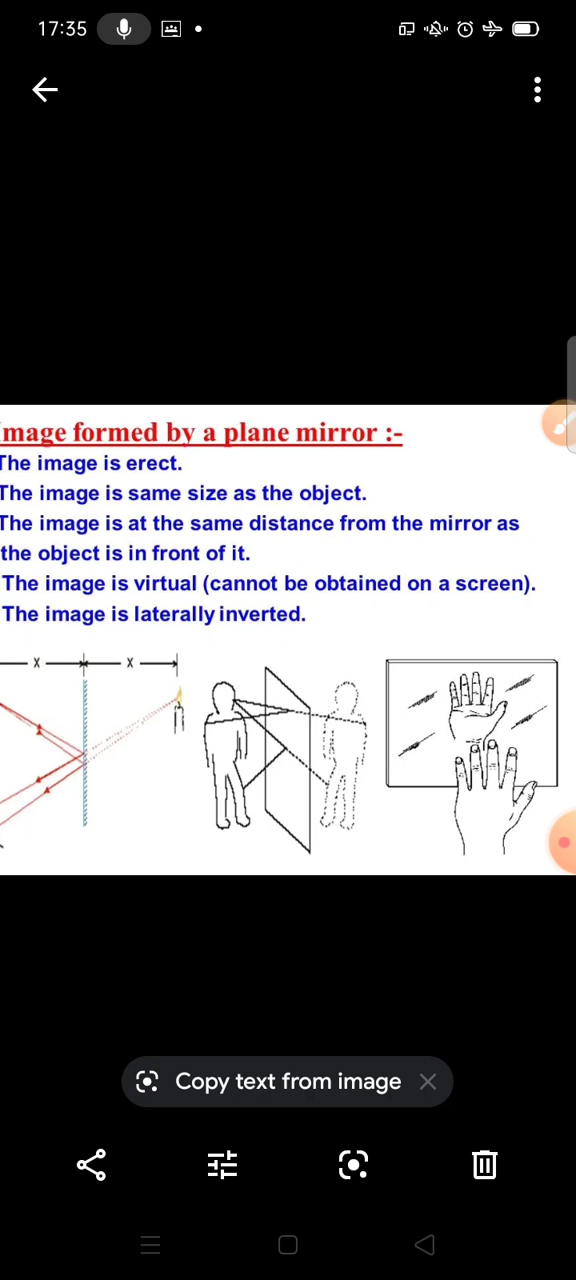 17:35
mage formed by a plane mirror :-
The image is erect.
The image is same size as the object.
The image is at the same distance from the mirror as
the object is in front of it.
The image is virtual (cannot be obtained on a screen).
The image is laterally inverted.
X X
Copy text from image